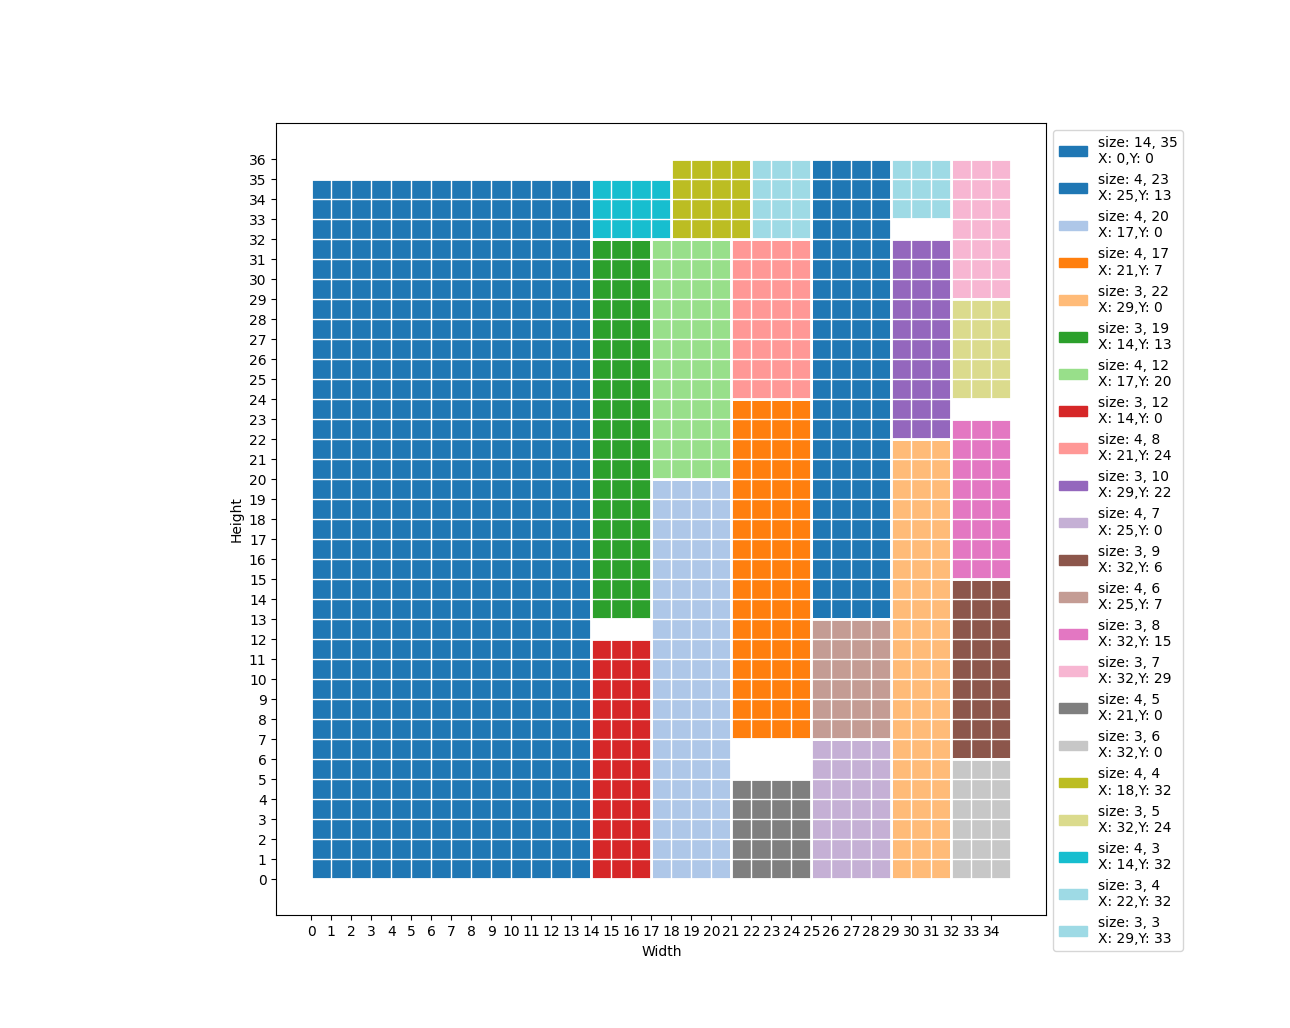 36
35
34
33
32
31
30
29
28
27
26
25
24
23
22
21
20
19
18
17
16
15
14
13
12
11
10
9
8
7
6
5
4
3
2
1
0
Height
0 1 2 3 4 5 6 7 8 9 10 11 12 13 14 15 16 17 18 19 20 21 22 23 24 25 26 27 28 29 30 31 32 33 34
Width
size: 14, 35
X: 0,Y: 0
size: 4, 23
X: 25,Y: 13
size: 4, 20
X: 17,Y: 0
size: 4, 17
X: 21,Y: 7
size: 3, 22
X: 29,Y: 0
size: 3, 19
X: 14,Y: 13
size: 4, 12
X: 17,Y: 20
size: 3, 12
X: 14,Y: 0
size: 4, 8
X: 21,Y: 24
size: 3, 10
X: 29,Y: 22
size: 4, 7
X: 25,Y: 0
size: 3, 9
X: 32,Y: 6
size: 4, 6
X: 25,Y: 7
size: 3, 8
X: 32,Y: 15
size: 3, 7
X: 32,Y: 29
size: 4, 5
X: 21,Y: 0
size: 3, 6
X: 32,Y: 0
size: 4, 4
X: 18,Y: 32
size: 3, 5
X: 32,Y: 24
size: 4, 3
X: 14,Y: 32
size: 3, 4
X: 22,Y: 32
size: 3, 3
X: 29,Y: 33